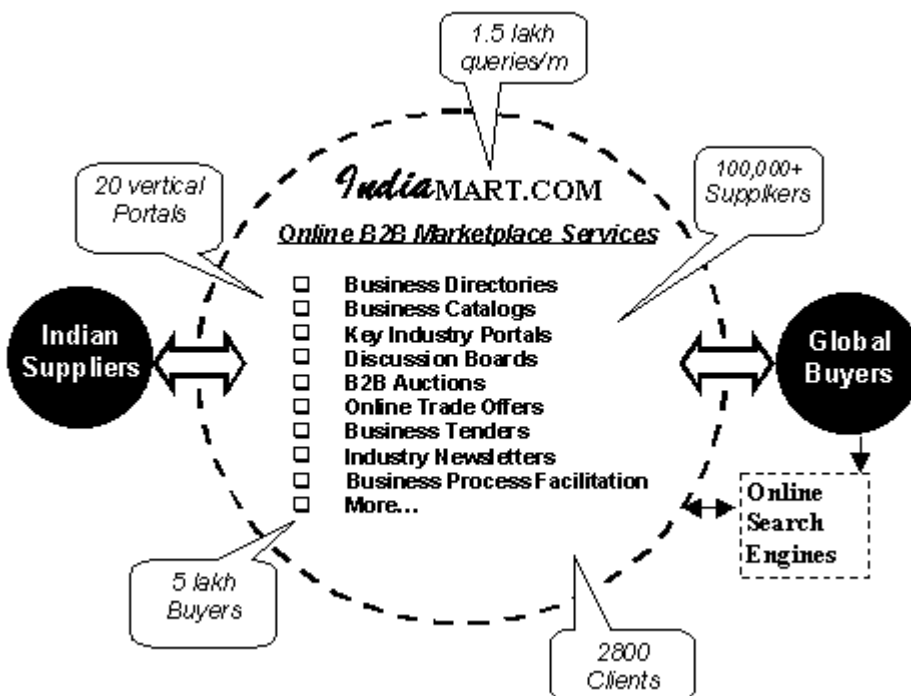 1.5 lakh
queries/m
20 vertical
Portals
100,000+
Supplkers
IndiaMART.COM
Online B2B Marketplace Services
Business Directories
Business Catalogs
Key Industry Portals
Discussion Boards
B2B Auctions
Online Trade Offers
Business Tenders
Industry Newsletters
Business Process Facilitation
More...
Indian
Suppliers
Global
Buyers
Online
Search
Engines
5 lakh
Buyers
2800
Clients